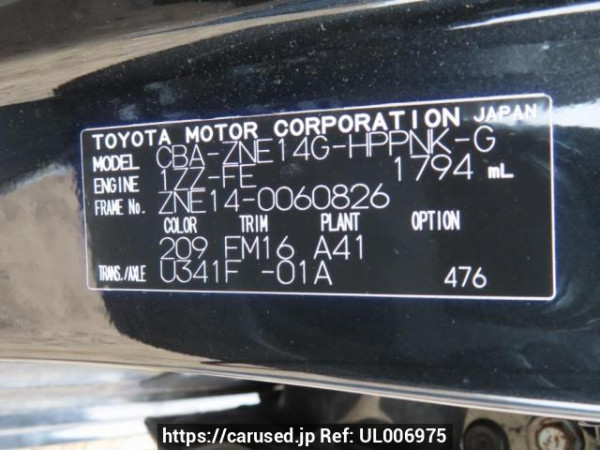 TOYOTA MOTOR CORPORATION JAPAN
MODEL CBA-ZNE14G-HPPNK-G
ENGINE 1ZZ-FE 1794 mL
FRAME No. ZNE14-0060826
COLOR TRIM PLANT OPTION
209 FM16 A41
TRANS./AXLE U341F -01A 476
https://carused.jp Ref: UL006975